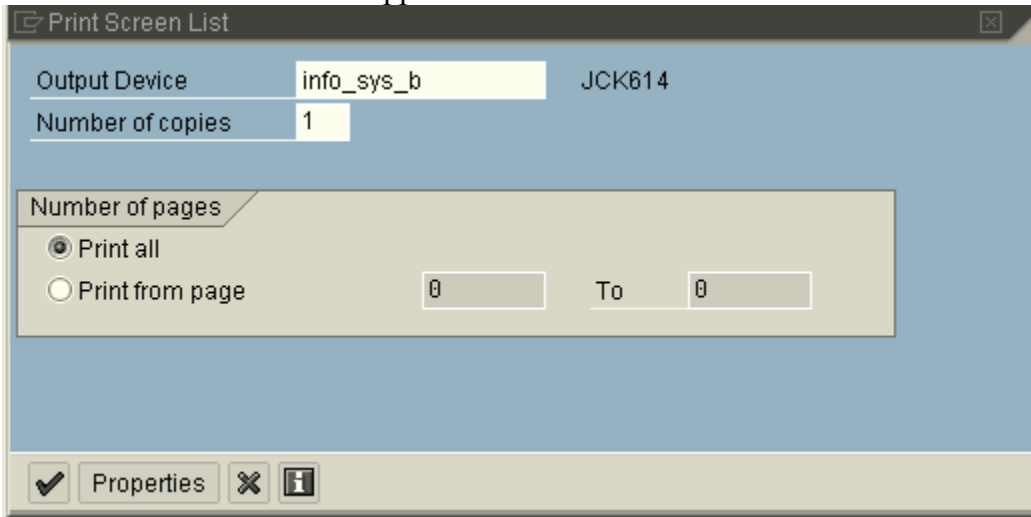 Print Screen List
Output Device info_sys_b JCK614
Number of copies 1
Number of pages
Print all
Print from page 0 To 0
Properties